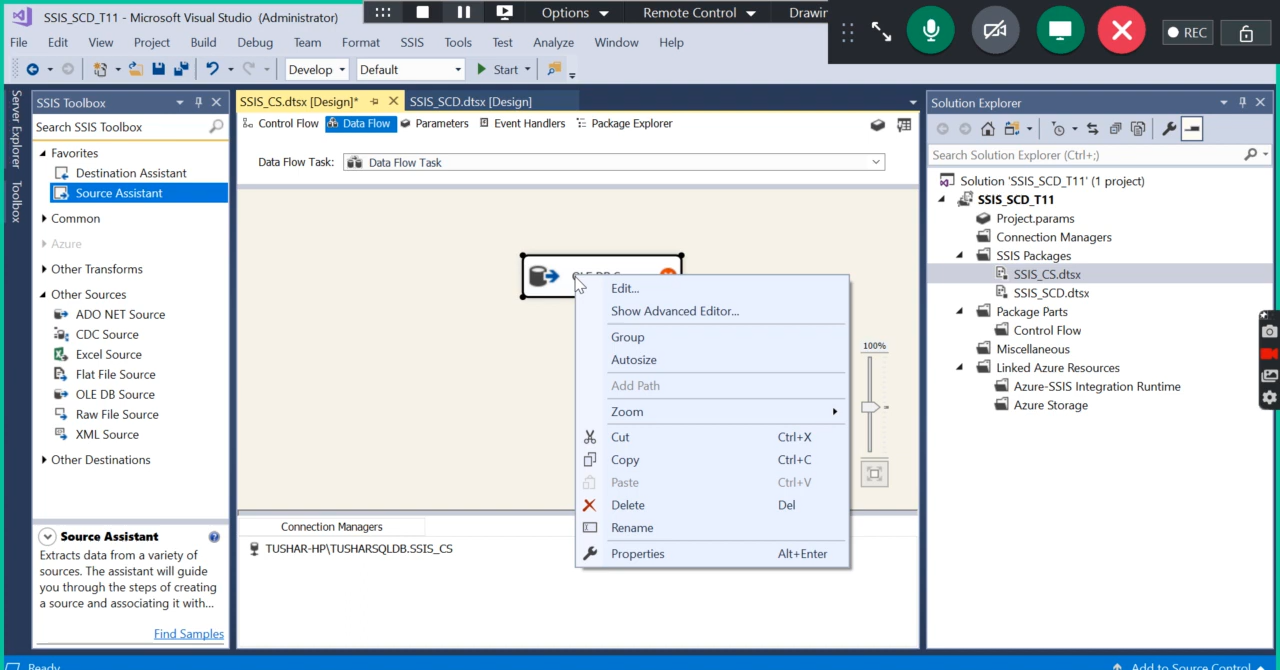 SSIS_SCD_T11 - Microsoft Visual Studio (Administrator)
Options
Remote Control
REC
File Edit View Project Build Debug Team Format SSIS Tools Test Analyze Window Help
Develop
Default
Start
Server Explorer
Toolbox
SSIS Toolbox
Search SSIS Toolbox
Favorites
Destination Assistant
Source Assistant
Common
Azure
Other Transforms
Other Sources
ADO NET Source
CDC Source
Excel Source
Flat File Source
OLE DB Source
Raw File Source
XML Source
Other Destinations
Source Assistant
Extracts data from a variety of
sources. The assistant will guide
you through the steps of creating
a source and associating it with...
Find Samples
SSIS_CS.dtsx [Design]*
SSIS_SCD.dtsx [Design]
Control Flow
Data Flow
Parameters
Event Handlers
Package Explorer
Data Flow Task:
Data Flow Task
Edit...
Show Advanced Editor...
Group
Autosize
Add Path
Zoom
Cut Ctrl+X
Copy Ctrl+C
Paste Ctrl+V
Delete Del
Rename
Properties Alt+Enter
100%
Connection Managers
TUSHAR-HP\TUSHARSQLDB.SSIS_CS
Solution Explorer
Search Solution Explorer (Ctrl+;)
Solution 'SSIS_SCD_T11' (1 project)
SSIS_SCD_T11
Project.params
Connection Managers
SSIS Packages
SSIS_CS.dtsx
SSIS_SCD.dtsx
Package Parts
Control Flow
Miscellaneous
Linked Azure Resources
Azure-SSIS Integration Runtime
Azure Storage
Ready
Add to Source Control